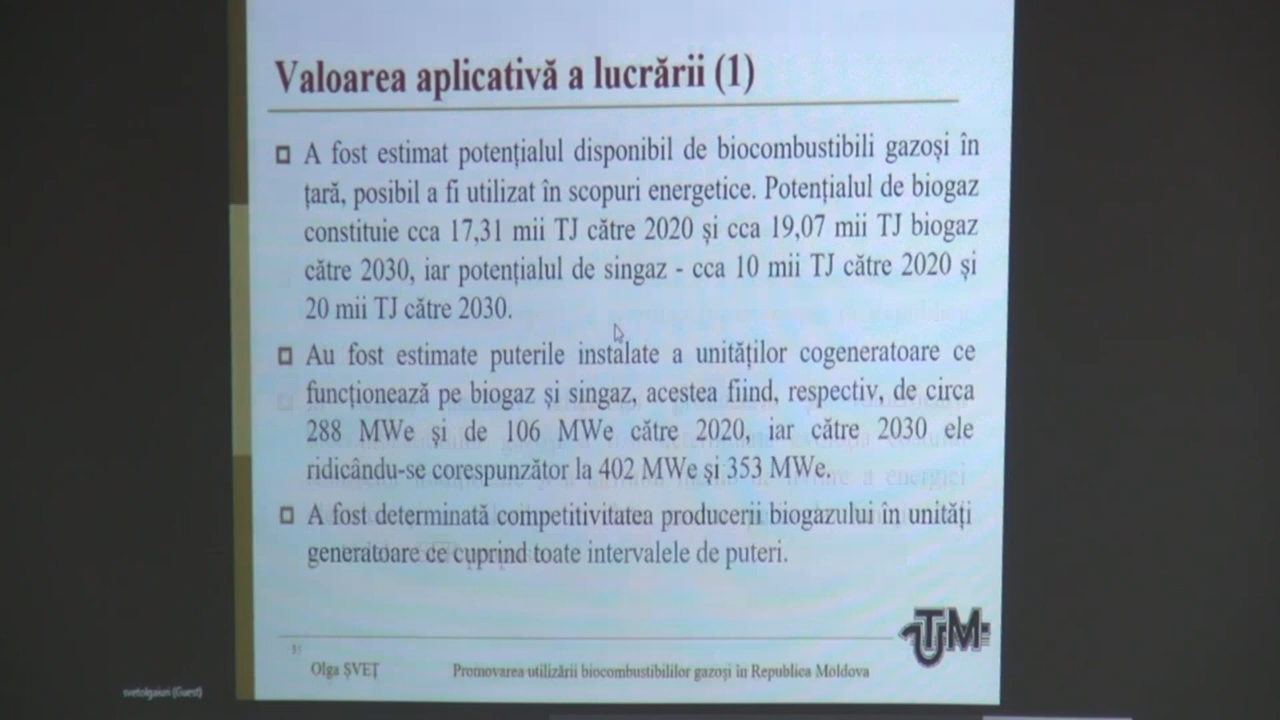 Valoarea aplicativă a lucrării (1)
A fost estimat potențialul disponibil de biocombustibili gazoși în
țară, posibil a fi utilizat în scopuri energetice. Potențialul de biogaz
constituie cca 17,31 mii TJ către 2020 și cca 19,07 mii TJ biogaz
către 2030, iar potențialul de singaz - cca 10 mii TJ către 2020 și
20 mii TJ către 2030.
Au fost estimate puterile instalate a unităților cogeneratoare ce
funcționează pe biogaz și singaz, acestea fiind, respectiv, de circa
288 MWe și de 106 MWe către 2020, iar către 2030 ele
ridicându-se corespunzător la 402 MWe și 353 MWe.
A fost determinată competitivitatea producerii biogazului în unități
generatoare ce cuprind toate intervalele de puteri.
UTM
Olga ȘVEȚ
Promovarea utilizării biocombustibililor gazoși în Republica Moldova
svetolgaiun (Guest)